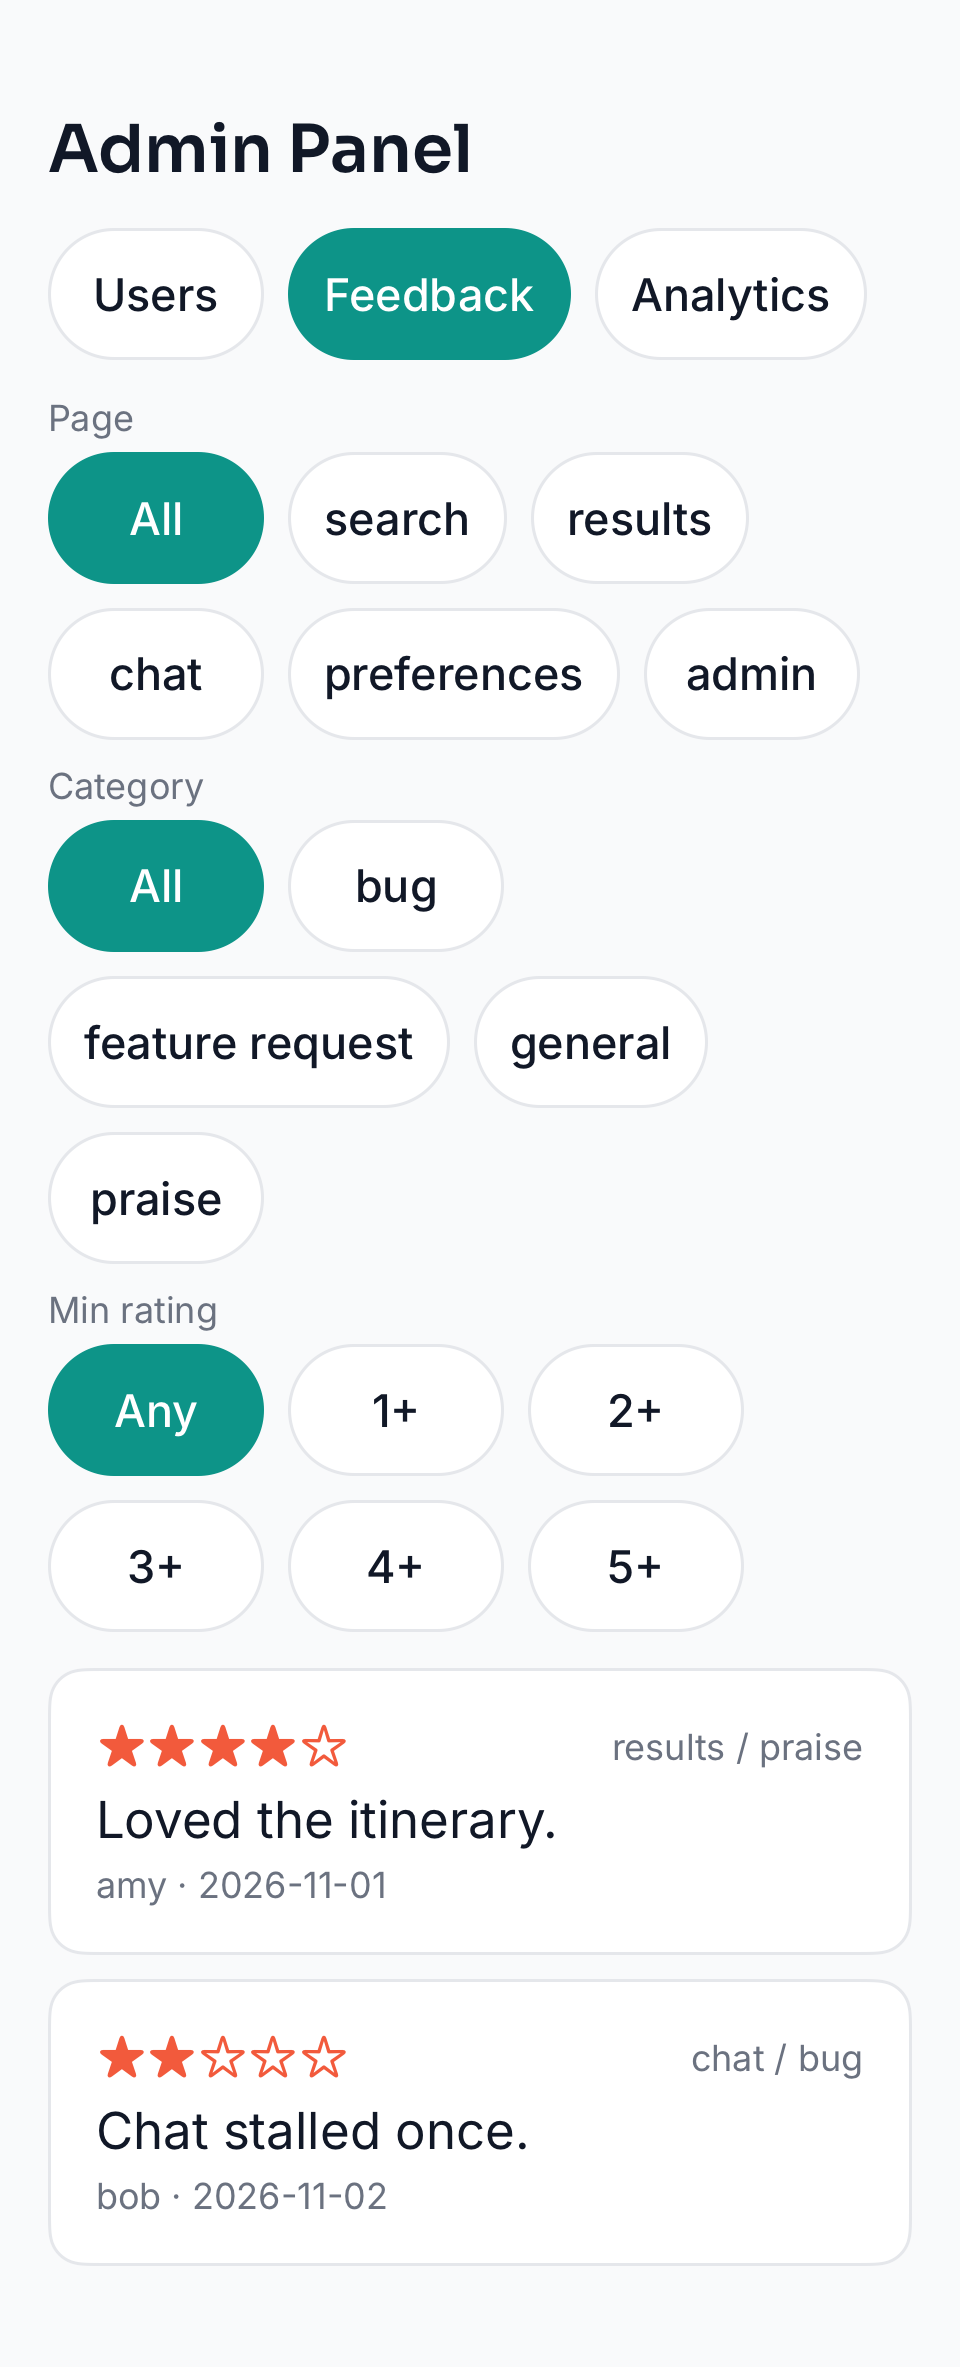 Admin Panel
Users Feedback Analytics
Page
All search results
chat preferences admin
Category
All bug
feature request general
praise
Min rating
Any 1+ 2+
3+ 4+ 5+
★★★★☆ results / praise
Loved the itinerary.
amy · 2026-11-01
★★☆☆☆ chat / bug
Chat stalled once.
bob · 2026-11-02